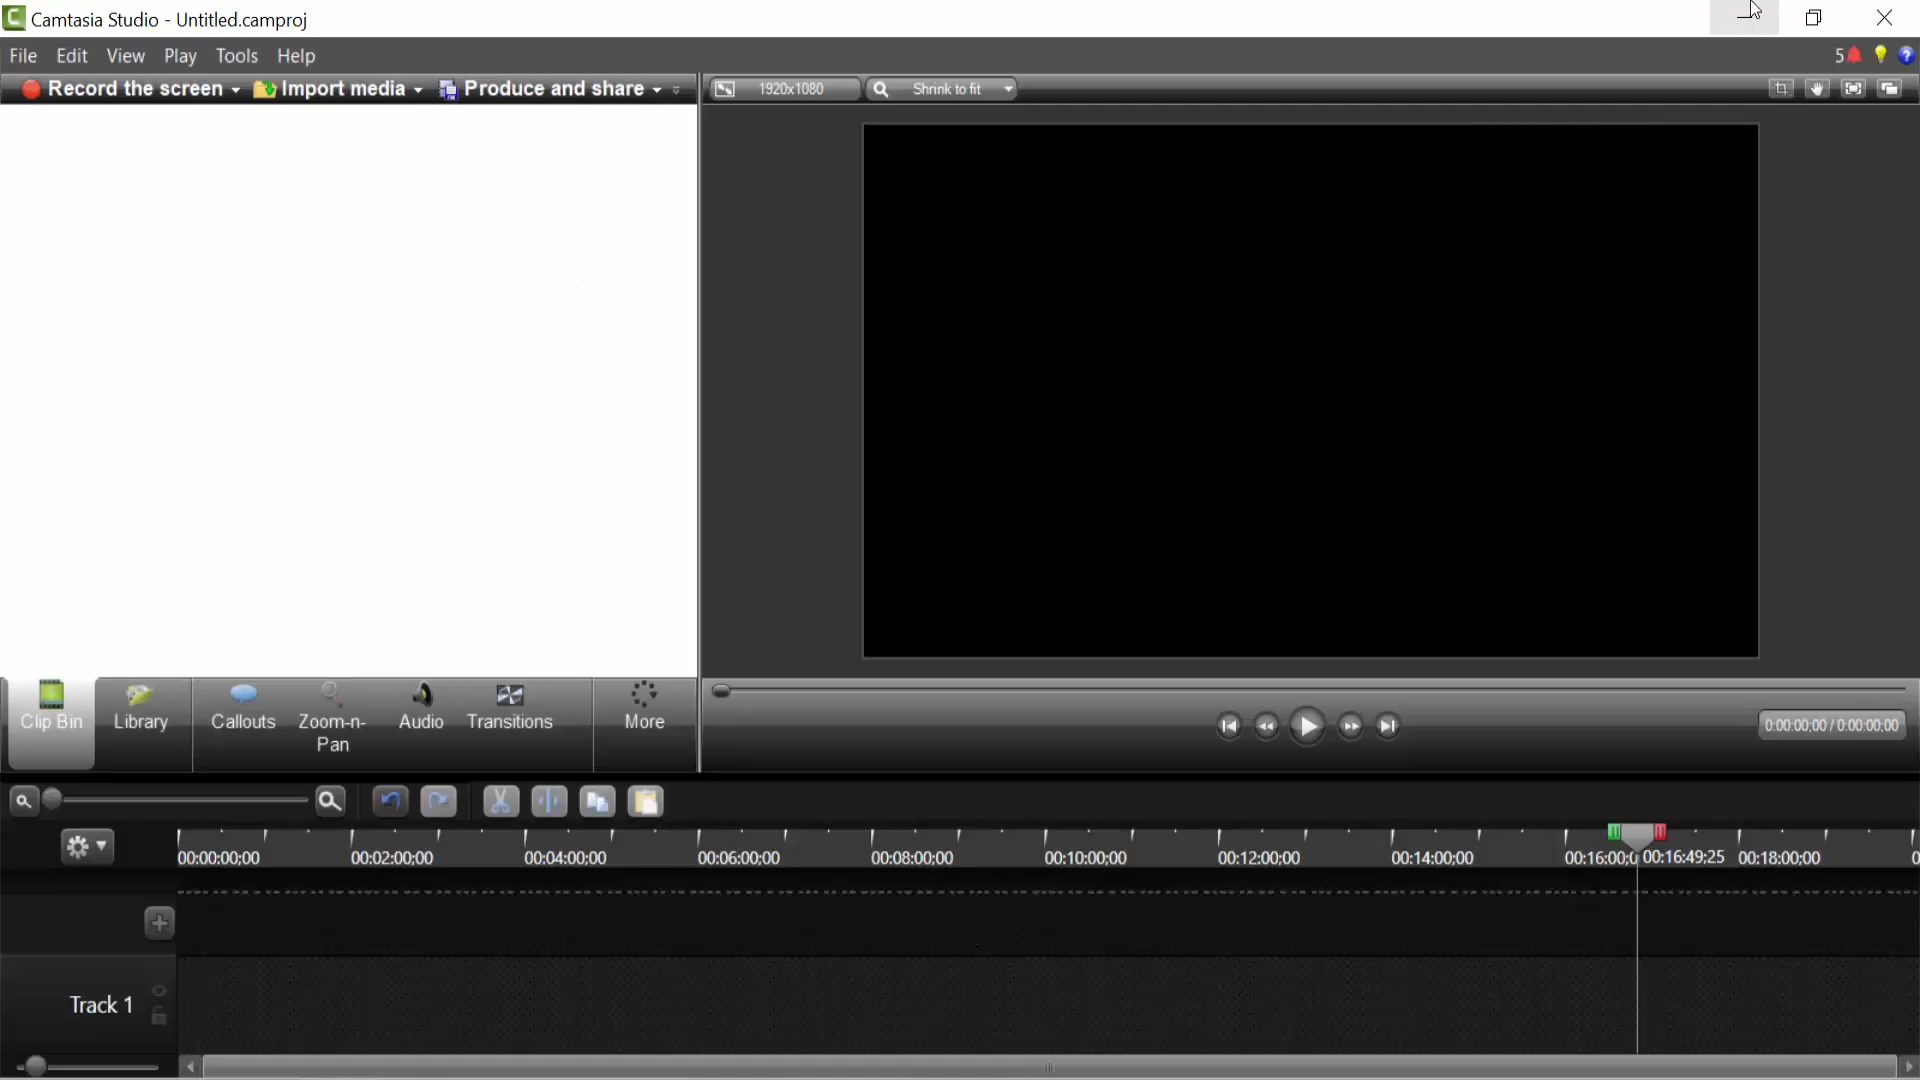 Camtasia Studio - Untitled.camproj
File Edit View Play Tools Help 5 ?
Record the screen Import media Produce and share 1920x1080 Shrink to fit
Clip Bin Library Callouts Zoom-n-Pan Audio Transitions More
0:00:00;00 / 0:00:00;00
00:00:00;00 00:02:00;00 00:04:00;00 00:06:00;00 00:08:00;00 00:10:00;00 00:12:00;00 00:14:00;00 00:16:00;0 00:16:49;25 00:18:00;00
Track 1